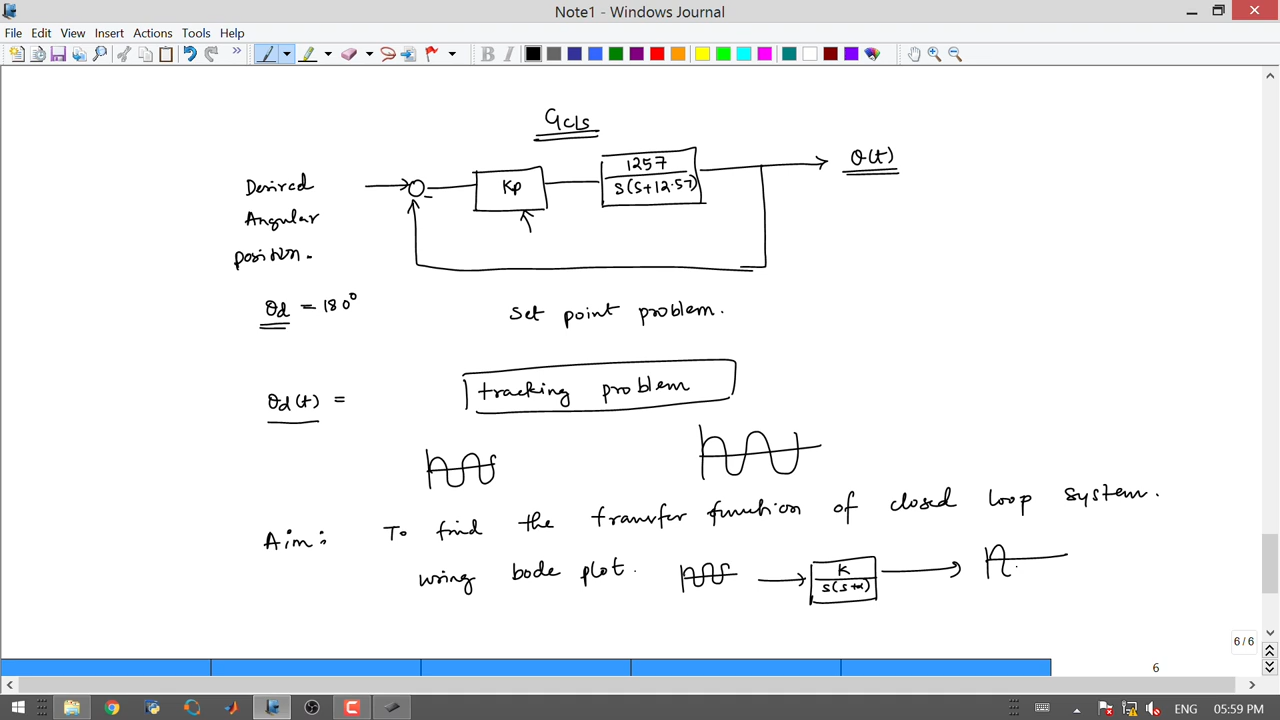 Note1 - Windows Journal
File Edit View Insert Actions Tools Help
B I
Gcls
Desired
Angular
position.
Kp
1257
s(s+12.57)
θ(t)
-
θd = 180°
Set point problem.
θd(t) =
tracking problem
Aim: To find the transfer function of closed loop system.
using bode plot.
K
s(s+α)
6/6
6
ENG 05:59 PM